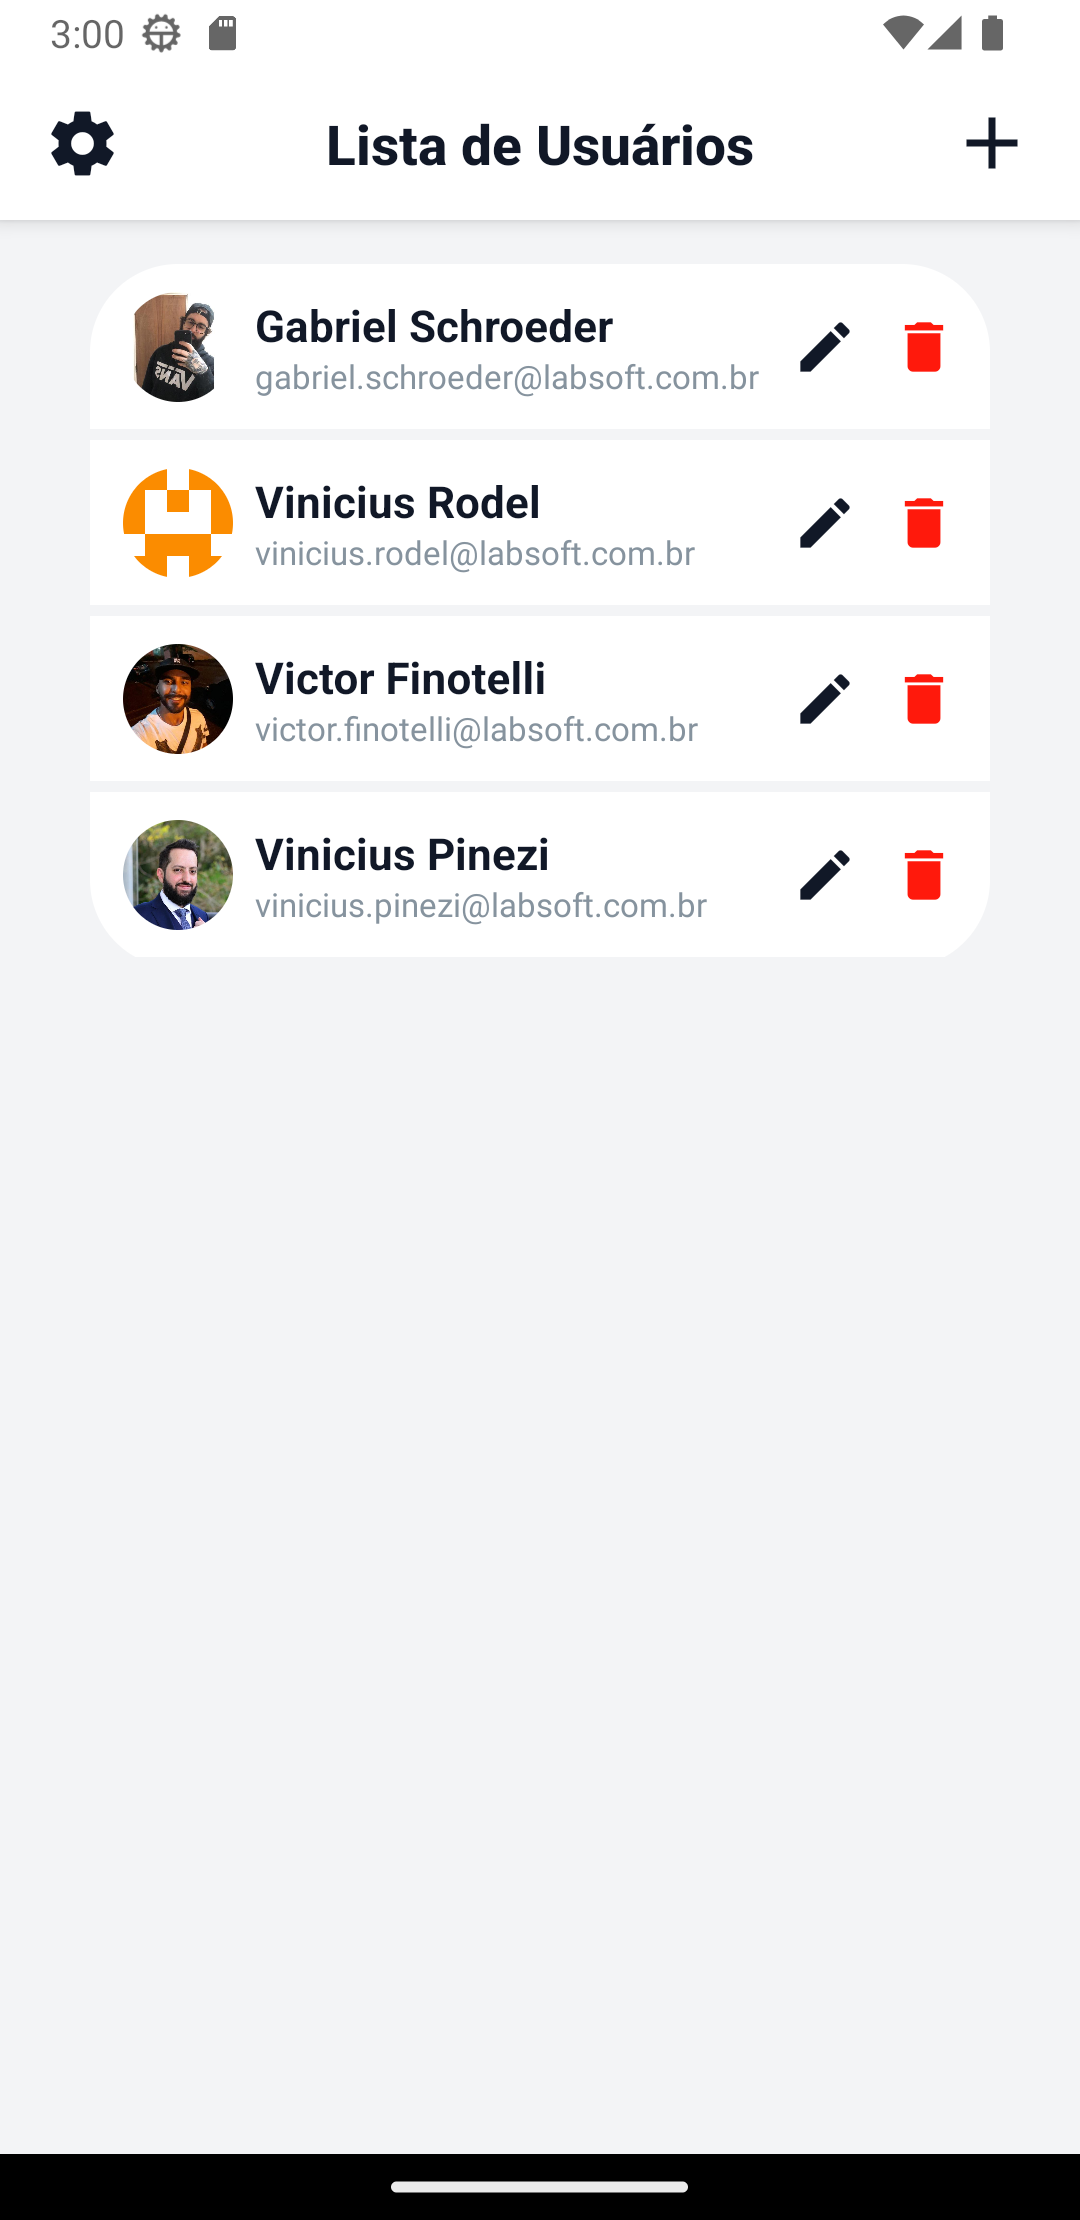 3:00
Lista de Usuários
Gabriel Schroeder
gabriel.schroeder@labsoft.com.br
Vinicius Rodel
vinicius.rodel@labsoft.com.br
Victor Finotelli
victor.finotelli@labsoft.com.br
Vinicius Pinezi
vinicius.pinezi@labsoft.com.br
VANS